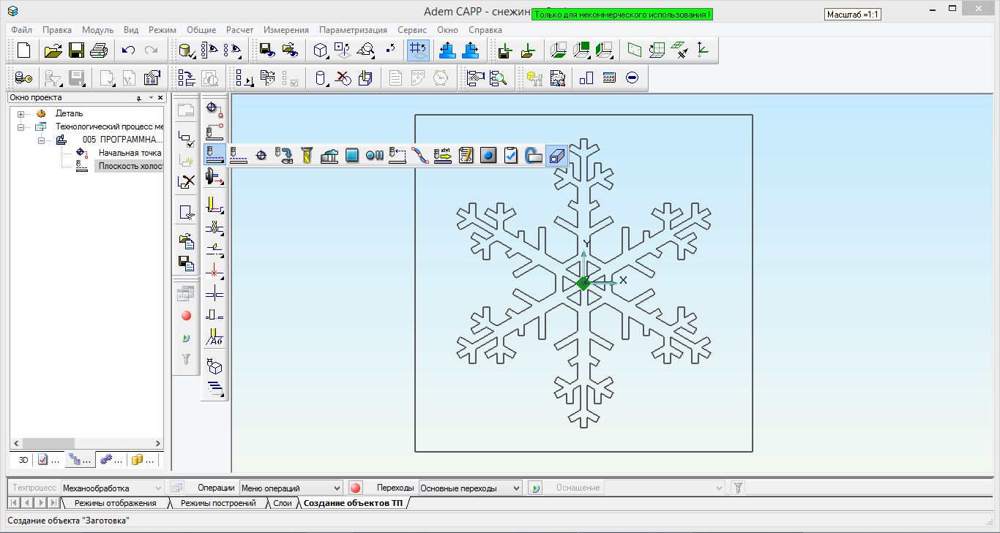 Adem CAPP - снежин
Только для некоммерческого использования !
Масштаб =1:1
Файл Правка Модуль Вид Режим Общие Расчет Измерения Параметризация Сервис Окно Справка
Окно проекта
Деталь
Технологический процесс ме
005 ПРОГРАММНА...
Начальная точка
Плоскость холос
XYZ
Аб
Y
X
3D ... ... ... ...
Техпроцесс Механообработка Операции Меню операций Переходы Основные переходы Оснащение
Режимы отображения Режимы построений Слои Создание объектов ТП
Создание объекта "Заготовка"